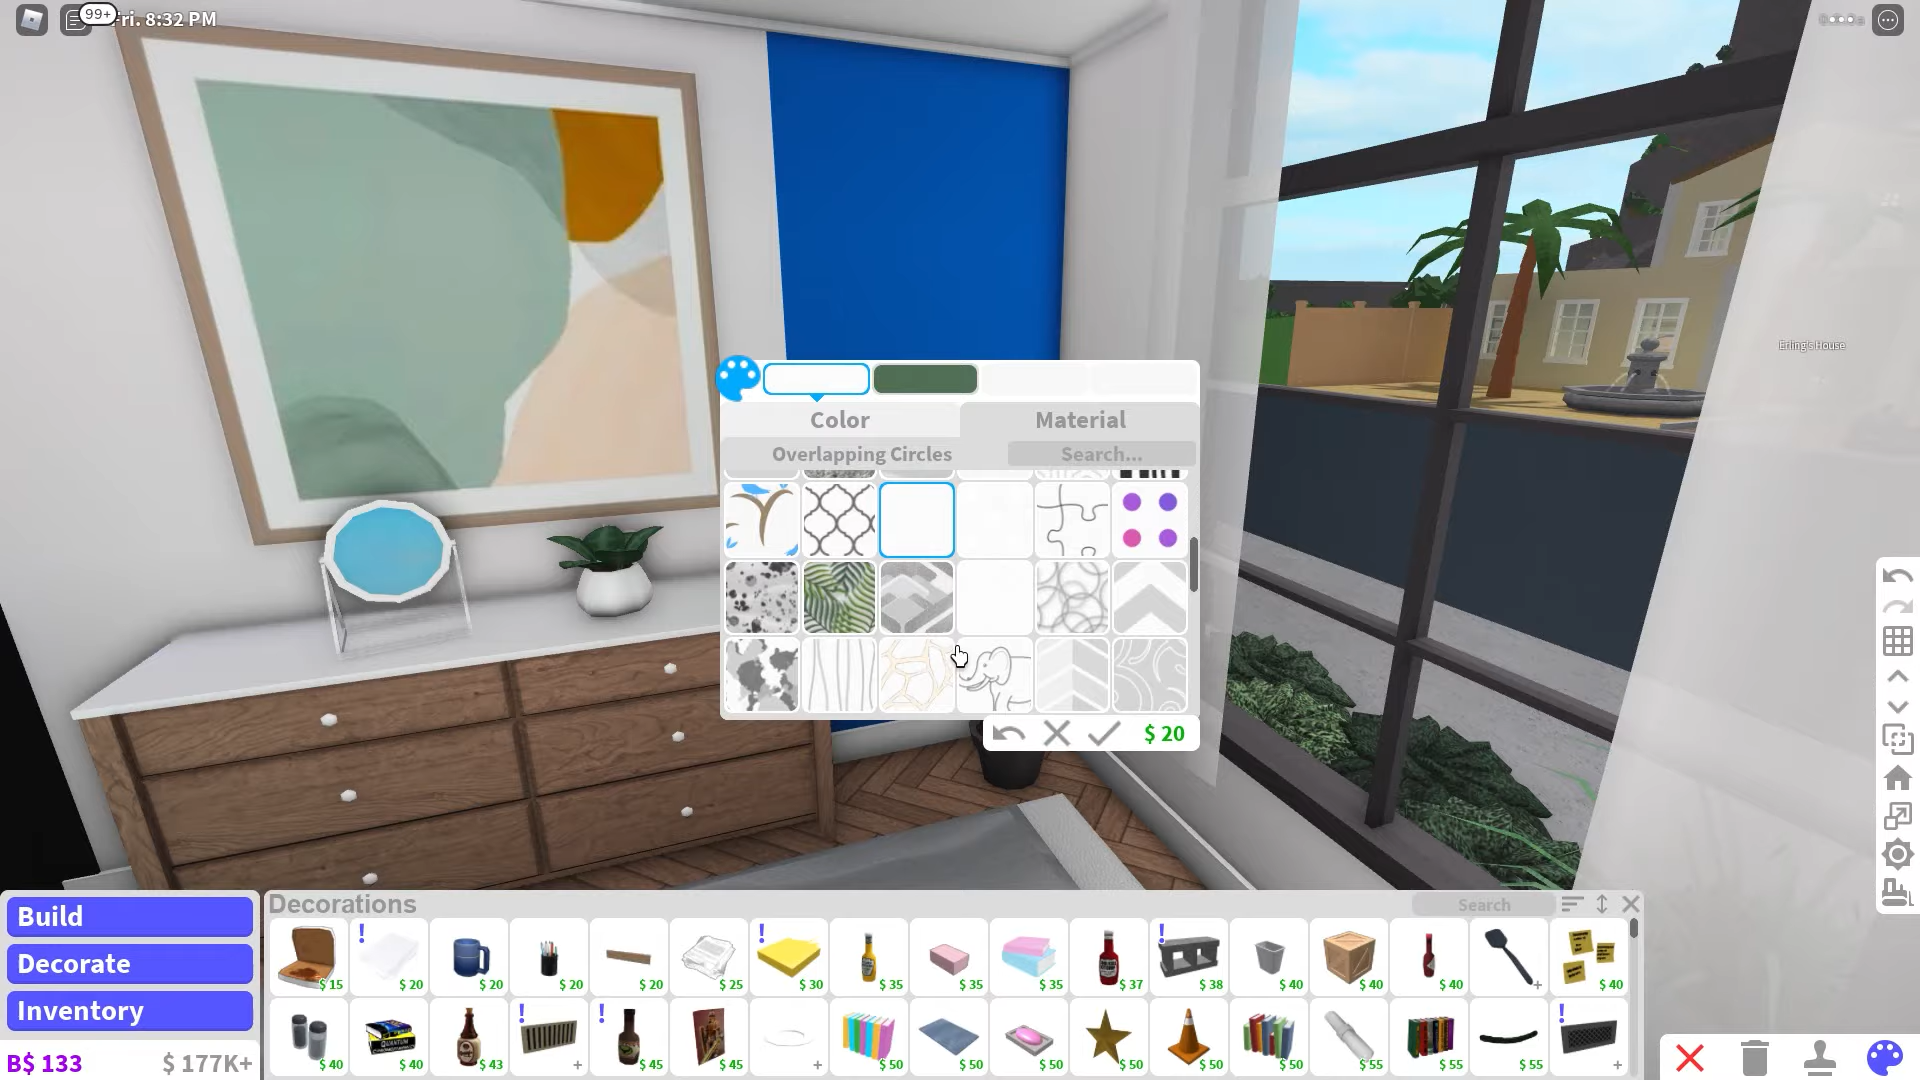 99+
Fri. 8:32 PM
Erling's House
Color
Material
Overlapping Circles
Search...
$ 20
Build
Decorate
Inventory
B$ 133
$ 177K+
Decorations
Search
$ 15
! $ 20
$ 20
$ 20
$ 20
$ 25
! $ 30
$ 35
$ 35
$ 35
$ 37
! $ 38
$ 40
$ 40
$ 40
+
$ 40
$ 40
QUANTUM
$ 40
$ 43
! +
! $ 45
$ 45
+
$ 50
$ 50
$ 50
$ 50
$ 50
$ 50
$ 55
$ 55
$ 55
! +